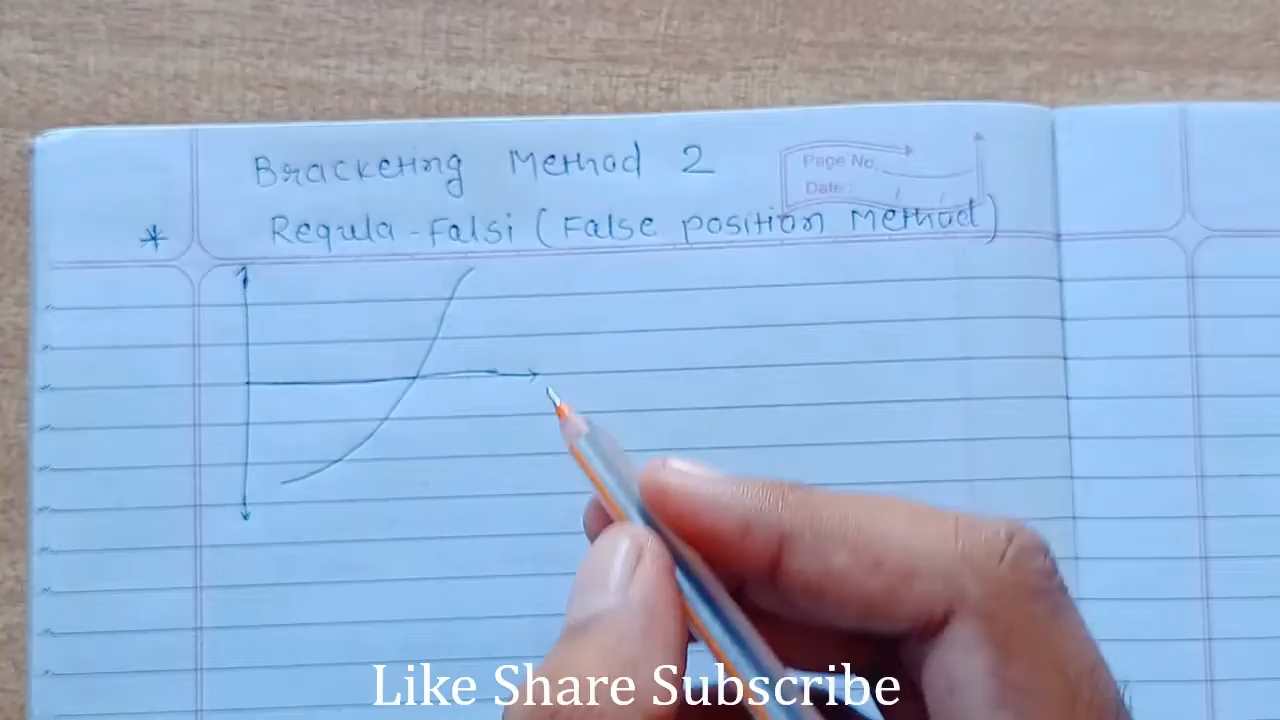 Bracketing Method 2
Page No.
Date :
* Regula-Falsi (False position Method)
Like Share Subscribe